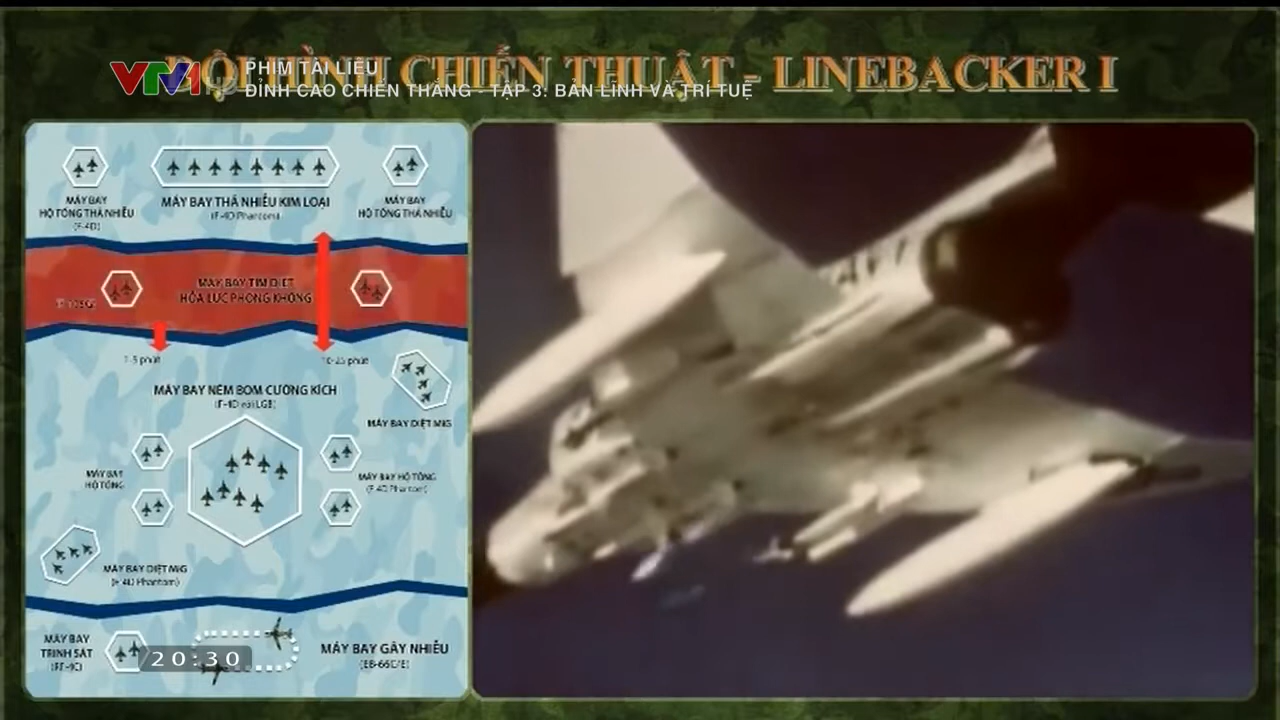 ĐỘI HÌNH CHIẾN THUẬT - LINEBACKER I
VTV1 HD
PHIM TÀI LIỆU
ĐỈNH CAO CHIẾN THẮNG - TẬP 3: BẢN LĨNH VÀ TRÍ TUỆ
MÁY BAY
HỘ TỐNG THẢ NHIỄU
(F-4D)
MÁY BAY THẢ NHIỄU KIM LOẠI
(F-4D Phantom)
MÁY BAY
HỘ TỐNG THẢ NHIỄU
F-105G
MÁY BAY TÌM DIỆT
HỎA LỰC PHÒNG KHÔNG
1-5 phút
10-25 phút
MÁY BAY NÉM BOM CƯỜNG KÍCH
(F-4D với LGB)
MÁY BAY DIỆT MIG
MÁY BAY
HỘ TỐNG
MÁY BAY HỘ TỐNG
(F-4D Phantom)
MÁY BAY DIỆT MIG
(F-4D Phantom)
MÁY BAY
TRINH SÁT
(RF-4C)
20:30
MÁY BAY GÂY NHIỄU
(EB-66C/E)